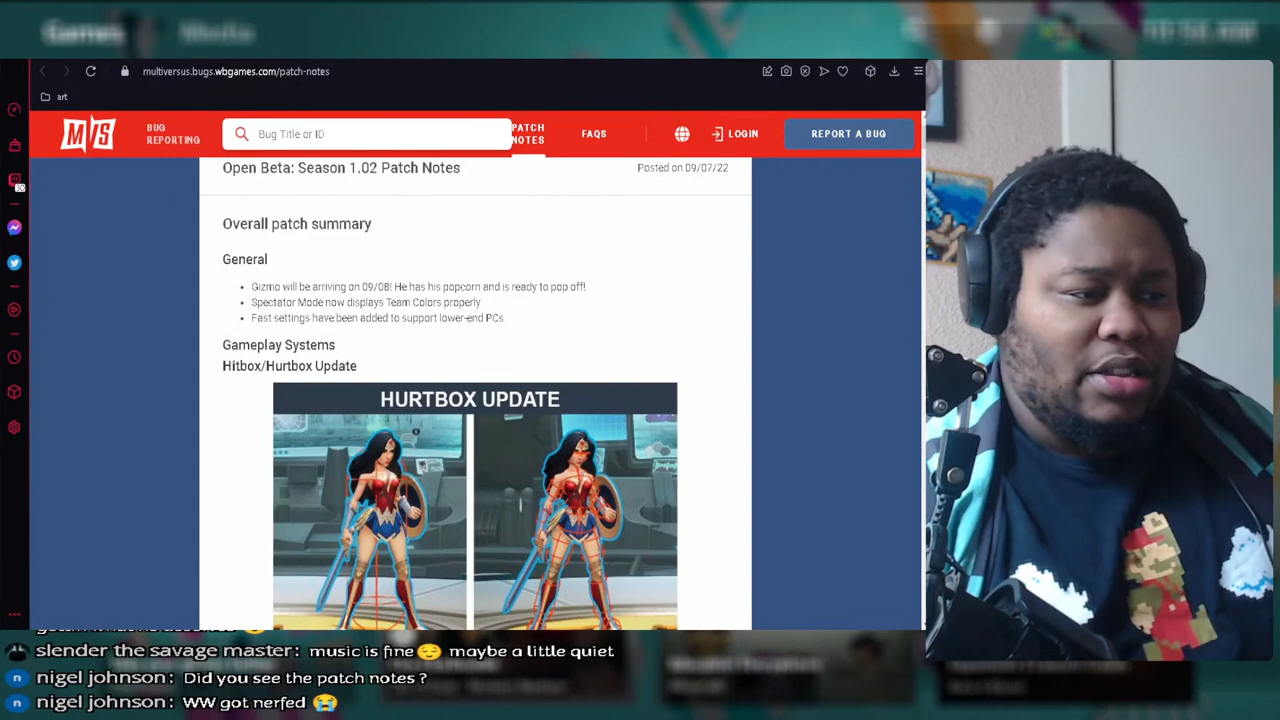 Games
Media
10:56 AM
multiversus.bugs.wbgames.com/patch-notes
art
M/S
BUG REPORTING
Bug Title or ID
PATCH NOTES
FAQS
LOGIN
REPORT A BUG
Open Beta: Season 1.02 Patch Notes
Posted on 09/07/22
Overall patch summary
General
Gizmo will be arriving on 09/08! He has his popcorn and is ready to pop off!
Spectator Mode now displays Team Colors properly
Fast settings have been added to support lower-end PCs
Gameplay Systems
Hitbox/Hurtbox Update
HURTBOX UPDATE
slender the savage master: music is fine😌 maybe a little quiet
nigel johnson: Did you see the patch notes ?
nigel johnson: WW got nerfed 😭